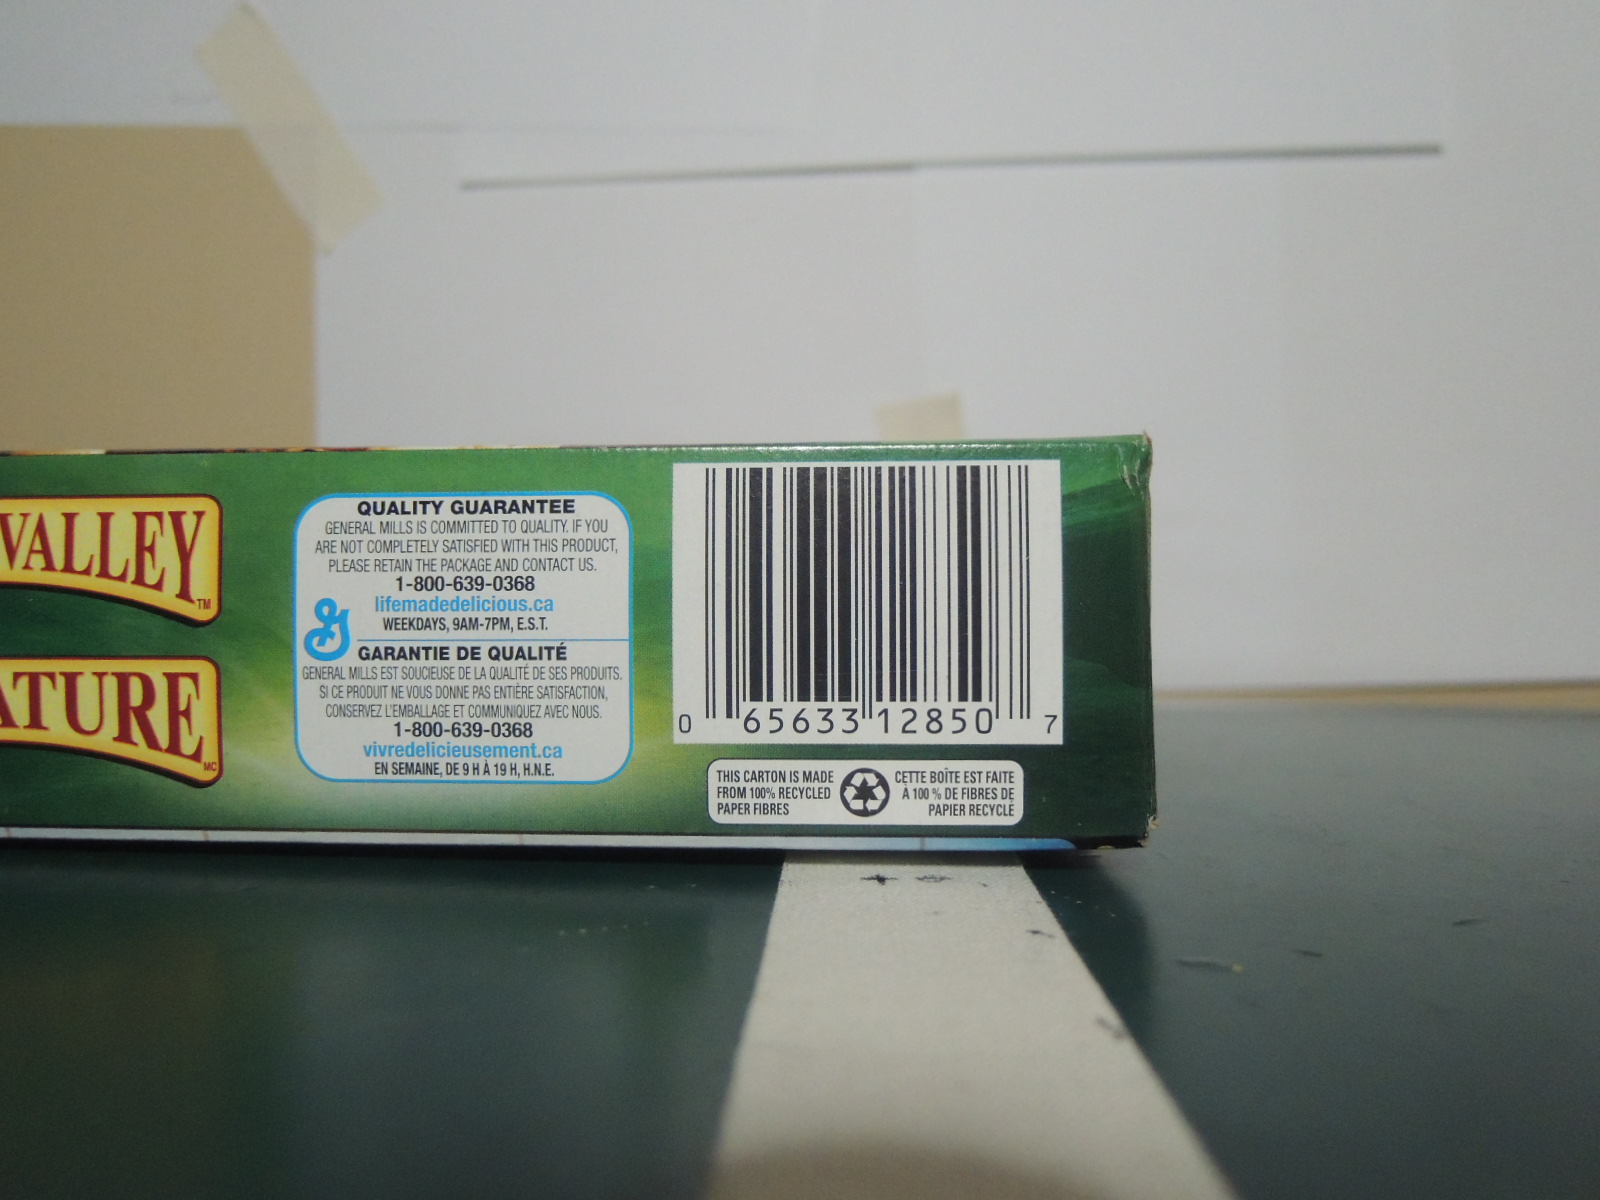 VALLEY
TM
ATURE
MC
QUALITY GUARANTEE
GENERAL MILLS IS COMMITTED TO QUALITY. IF YOU
ARE NOT COMPLETELY SATISFIED WITH THIS PRODUCT,
PLEASE RETAIN THE PACKAGE AND CONTACT US.
1-800-639-0368
lifemadedelicious.ca
WEEKDAYS, 9AM-7PM, E.S.T.
GARANTIE DE QUALITÉ
GENERAL MILLS EST SOUCIEUSE DE LA QUALITÉ DE SES PRODUITS.
SI CE PRODUIT NE VOUS DONNE PAS ENTIÈRE SATISFACTION,
CONSERVEZ L'EMBALLAGE ET COMMUNIQUEZ AVEC NOUS.
1-800-639-0368
vivredelicieusement.ca
EN SEMAINE, DE 9 H À 19 H, H.N.E.
0 65633 12850 7
THIS CARTON IS MADE
FROM 100% RECYCLED
PAPER FIBRES
CETTE BOÎTE EST FAITE
À 100 % DE FIBRES DE
PAPIER RECYCLÉ